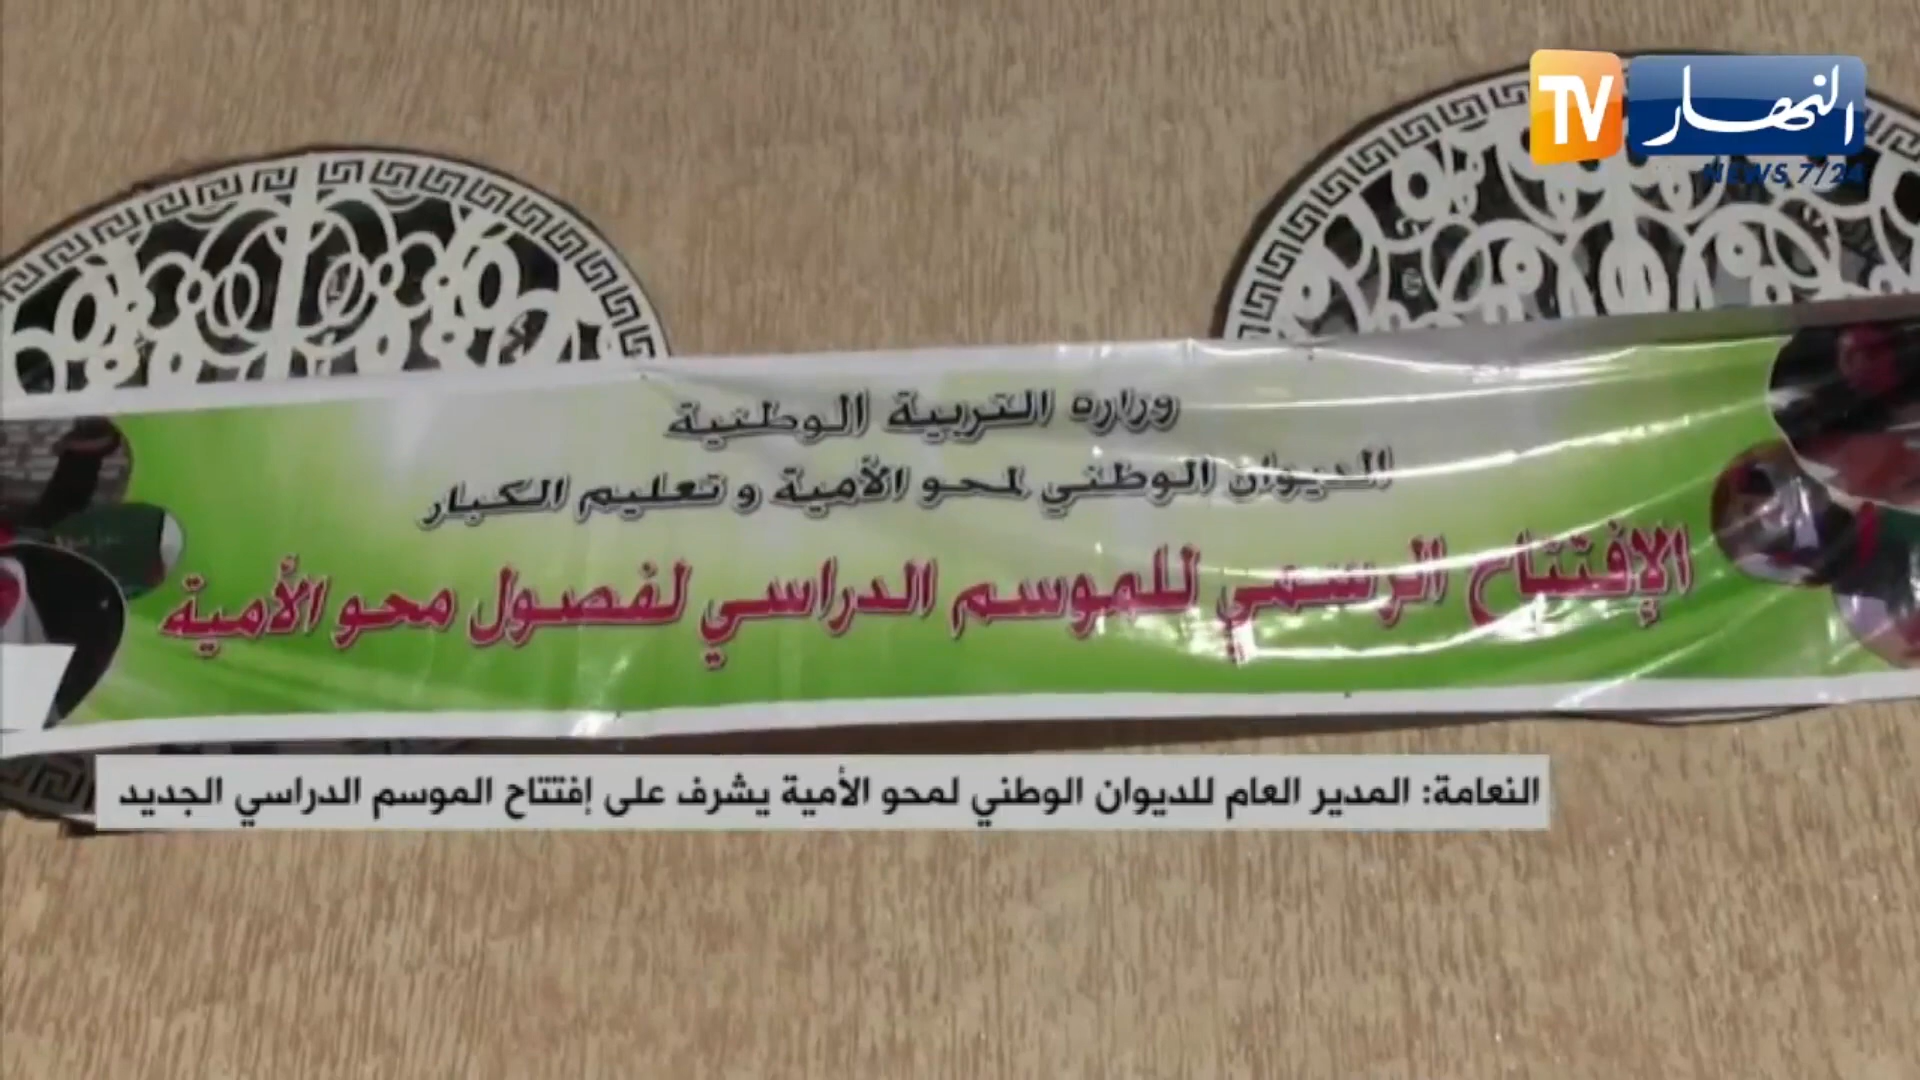 TV النهار
NEWS 7/24
وزارة التربية الوطنية
الديوان الوطني لمحو الأمية و تعليم الكبار
الإفتتاح الرسمي للموسم الدراسي لفصول محو الأمية
النعامة: المدير العام للديوان الوطني لمحو الأمية يشرف على إفتتاح الموسم الدراسي الجديد